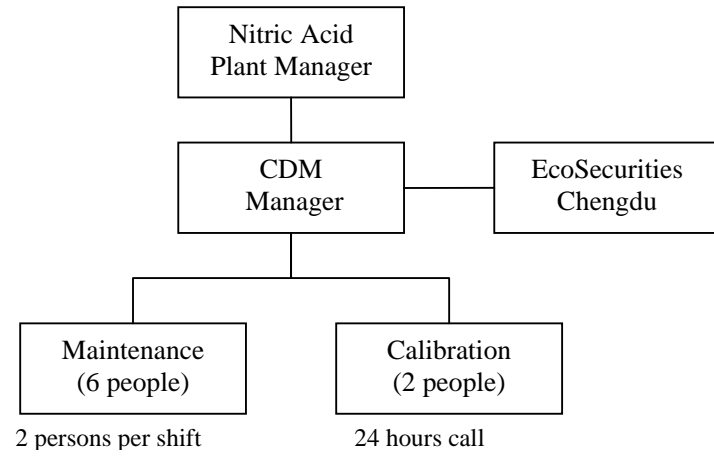 Nitric Acid
Plant Manager
CDM
Manager
EcoSecurities
Chengdu
Maintenance
(6 people)
Calibration
(2 people)
2 persons per shift
24 hours call